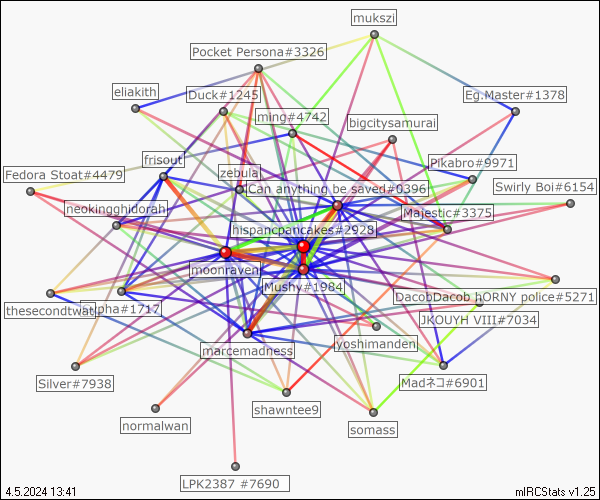 mukszi
Pocket Persona#3326
eliakith
Duck#1245
Eg.Master#1378
ming#4742
bigcitysamurai
frisout
Pikabro#9971
Fedora Stoat#4479
zebula
Can anything be saved#0396
Swirly Boi#6154
neokingghidorah
Majestic#3375
hispancpancakes#2928
moonraven
Mushy#1984
DacobDacob hORNY police#5271
thesecondtwat
#1717
JKOUYH VIII#7034
yoshimanden
marcemadness
Silver#7938
Madネコ#6901
shawntee9
normalwan
somass
LPK2387 #7690
4.5.2024 13:41
mIRCStats v1.25